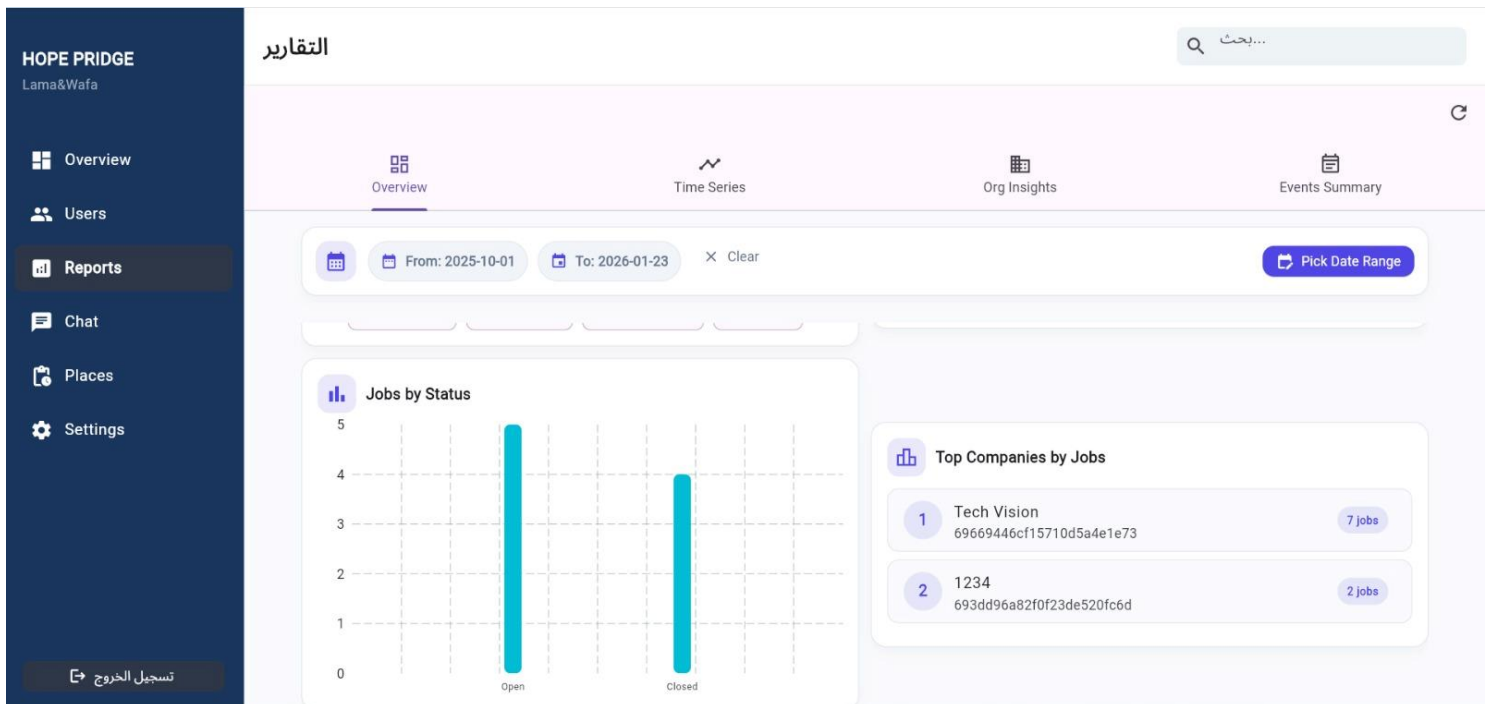 HOPE PRIDGE
Lama&Wafa
Overview
Users
Reports
Chat
Places
Settings
تسجيل الخروج
التقارير
بحث...
Overview
Time Series
Org Insights
Events Summary
From: 2025-10-01
To: 2026-01-23
Clear
Pick Date Range
Jobs by Status
5
4
3
2
1
0
Open
Closed
Top Companies by Jobs
1
Tech Vision
69669446cf15710d5a4e1e73
7 jobs
2
1234
693dd96a82f0f23de520fc6d
2 jobs